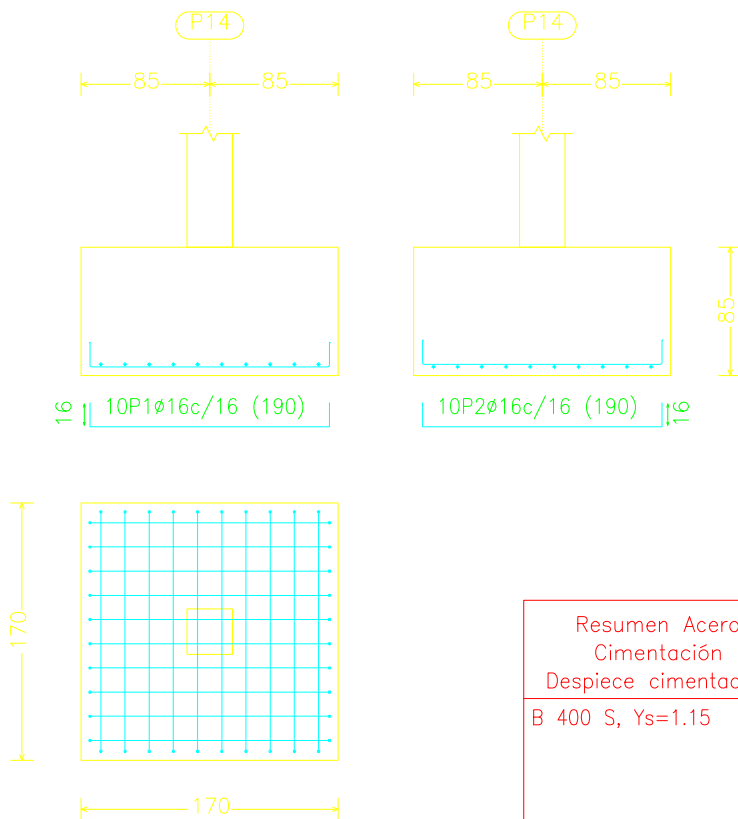 P14
P14
85 85
85 85
85
16
10P1ø16c/16 (190)
10P2ø16c/16 (190)
16
170
170
Resumen Acero
Cimentación
Despiece cimentac
B 400 S, Ys=1.15